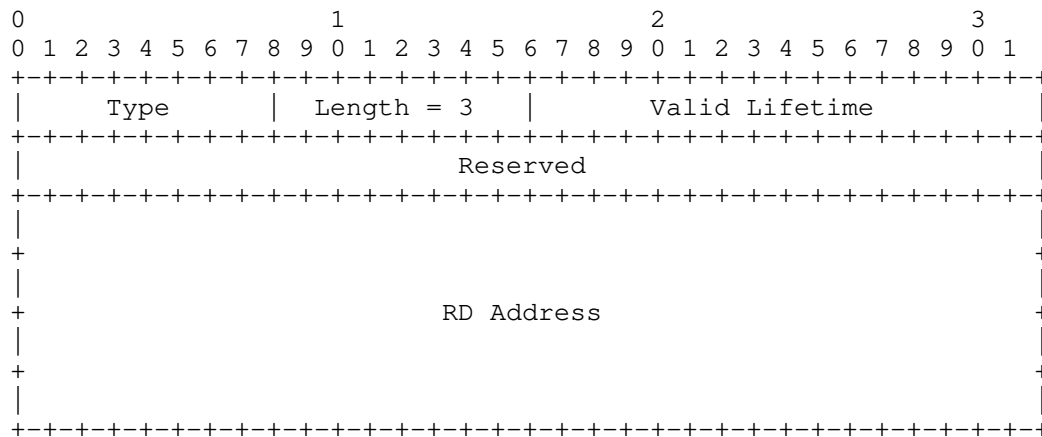 0                   1                   2                   3
0 1 2 3 4 5 6 7 8 9 0 1 2 3 4 5 6 7 8 9 0 1 2 3 4 5 6 7 8 9 0 1
+-+-+-+-+-+-+-+-+-+-+-+-+-+-+-+-+-+-+-+-+-+-+-+-+-+-+-+-+-+-+-+-+
|     Type      |  Length = 3   |       Valid Lifetime          |
+-+-+-+-+-+-+-+-+-+-+-+-+-+-+-+-+-+-+-+-+-+-+-+-+-+-+-+-+-+-+-+-+
|                           Reserved                            |
+-+-+-+-+-+-+-+-+-+-+-+-+-+-+-+-+-+-+-+-+-+-+-+-+-+-+-+-+-+-+-+-+
|                                                               |
+                                                               +
|                                                               |
+                          RD Address                           +
|                                                               |
+                                                               +
|                                                               |
+-+-+-+-+-+-+-+-+-+-+-+-+-+-+-+-+-+-+-+-+-+-+-+-+-+-+-+-+-+-+-+-+